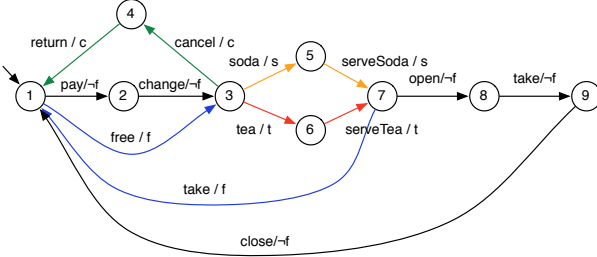 4
return / c
cancel / c
soda / s
5
serveSoda / s
1
pay/¬f
2
change/¬f
3
7
open/¬f
8
take/¬f
9
free / f
tea / t
6
serveTea / t
take / f
close/¬f